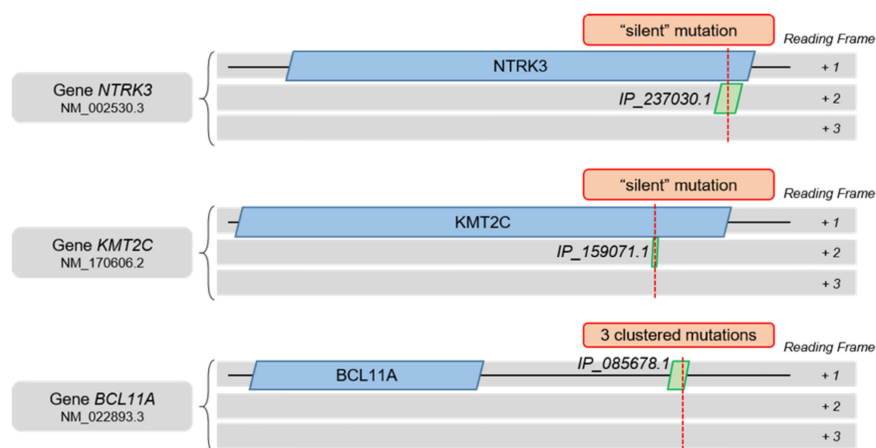 “silent” mutation
Reading Frame
Gene NTRK3
NM_002530.3
NTRK3
+ 1
IP_237030.1
+ 2
+ 3
“silent” mutation
Reading Frame
Gene KMT2C
NM_170606.2
KMT2C
+ 1
IP_159071.1
+ 2
+ 3
3 clustered mutations
Reading Frame
Gene BCL11A
NM_022893.3
IP_085678.1
BCL11A
+ 1
+ 2
+ 3